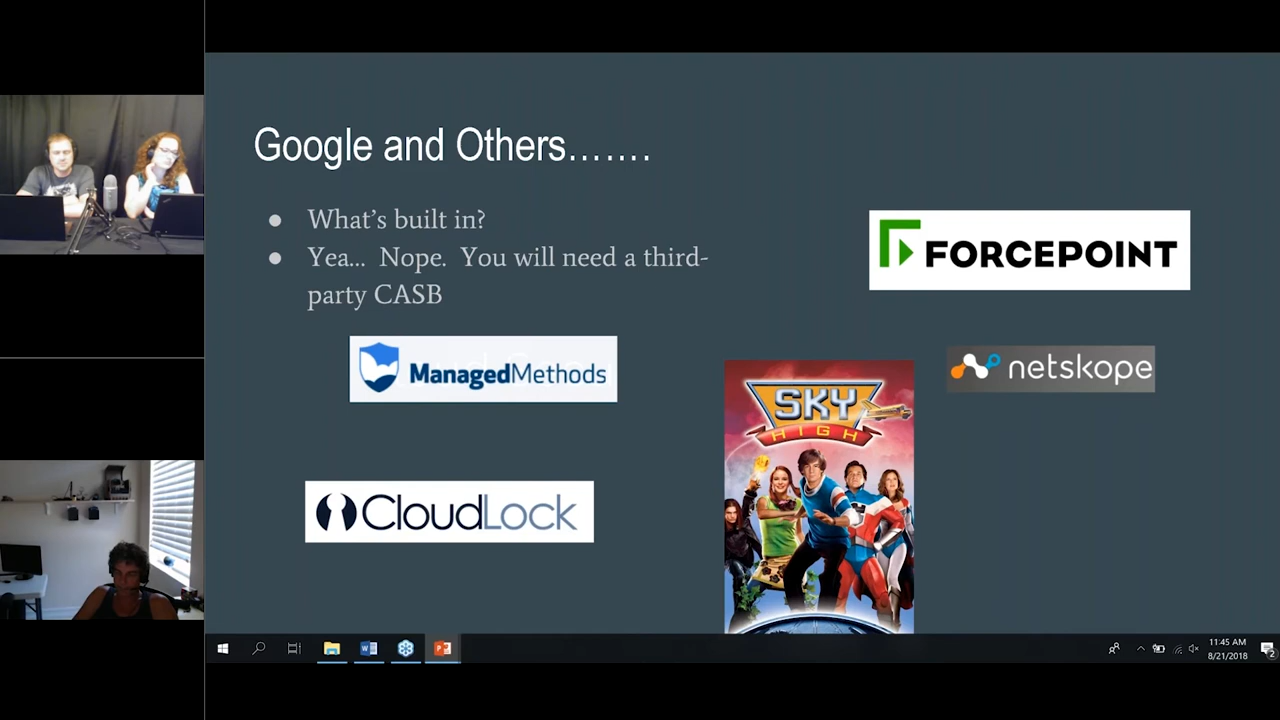 Google and Others…….
What's built in?
Yea... Nope. You will need a third-
party CASB
FORCEPOINT
ManagedMethods
netskope
SKY
HIGH
CloudLock
11:45 AM
8/21/2018
2